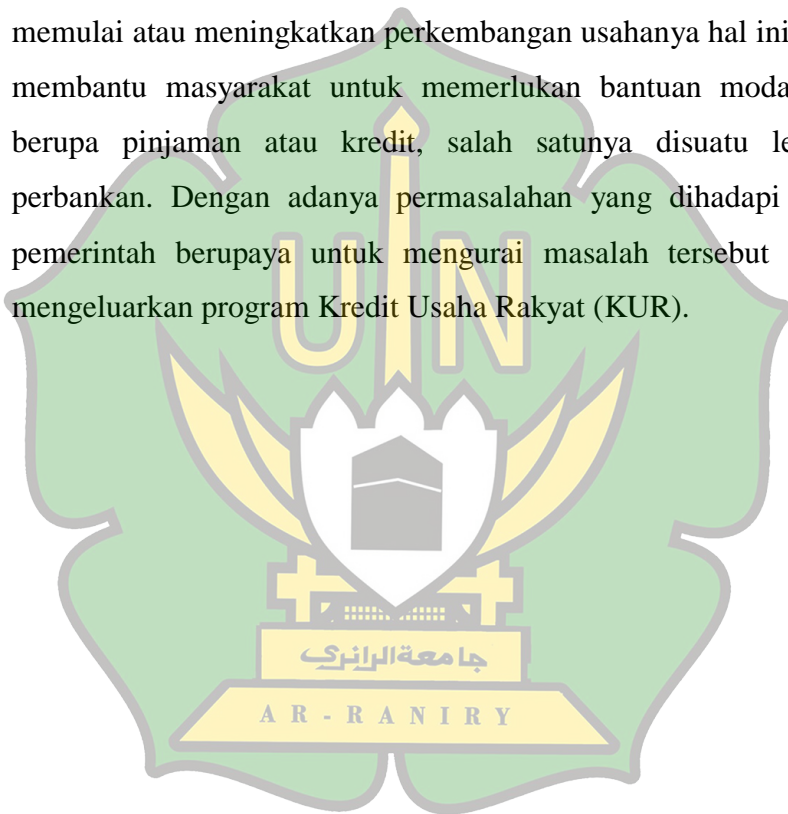 memulai atau meningkatkan perkembangan usahanya hal ini
membantu masyarakat untuk memerlukan bantuan moda
berupa pinjaman atau kredit, salah satunya disuatu le
perbankan. Dengan adanya permasalahan yang dihadapi
pemerintah berupaya untuk mengurai masalah tersebut
mengeluarkan program Kredit Usaha Rakyat (KUR).
UIN
جامعةالرانري
AR-RANIRY